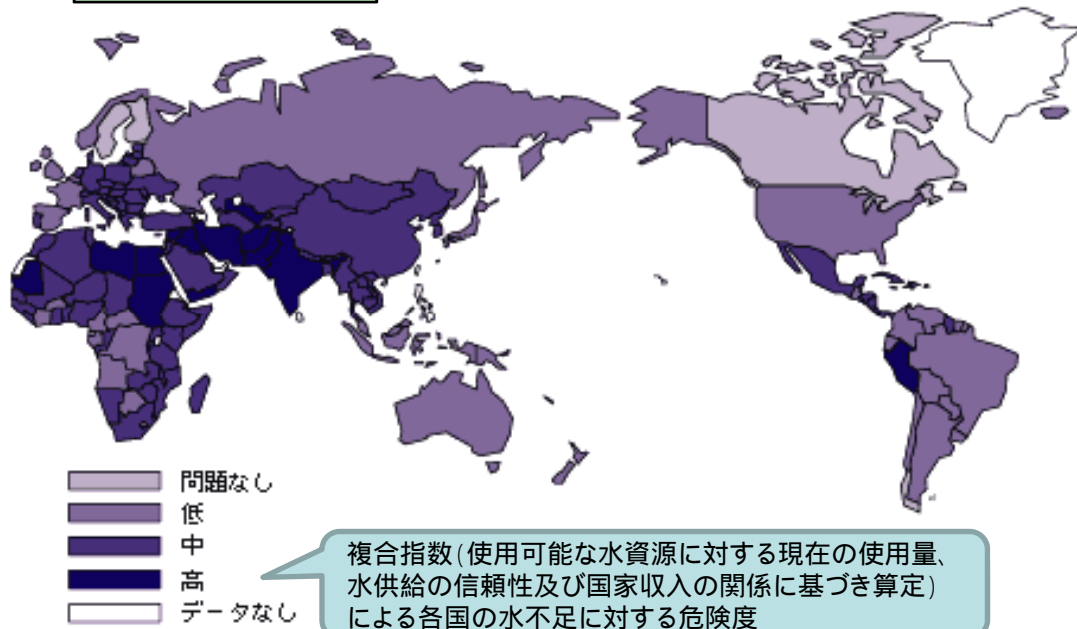 問題なし
低
中
高
データなし
複合指数(使用可能な水資源に対する現在の使用量、
水供給の信頼性及び国家収入の関係に基づき算定)
による各国の水不足に対する危険度